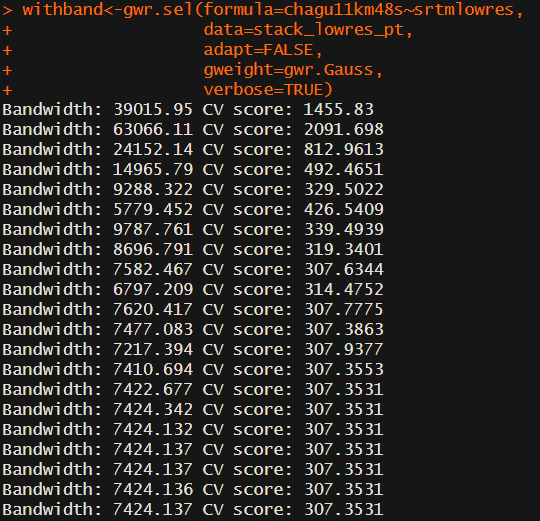 > withband<-gwr.sel(formula=chagu11km48s~srtmlowres,
+ data=stack_lowres_pt,
+ adapt=FALSE,
+ gweight=gwr.Gauss,
+ verbose=TRUE)
Bandwidth: 39015.95 CV score: 1455.83
Bandwidth: 63066.11 CV score: 2091.698
Bandwidth: 24152.14 CV score: 812.9613
Bandwidth: 14965.79 CV score: 492.4651
Bandwidth: 9288.322 CV score: 329.5022
Bandwidth: 5779.452 CV score: 426.5409
Bandwidth: 9787.761 CV score: 339.4939
Bandwidth: 8696.791 CV score: 319.3401
Bandwidth: 7582.467 CV score: 307.6344
Bandwidth: 6797.209 CV score: 314.4752
Bandwidth: 7620.417 CV score: 307.7775
Bandwidth: 7477.083 CV score: 307.3863
Bandwidth: 7217.394 CV score: 307.9377
Bandwidth: 7410.694 CV score: 307.3553
Bandwidth: 7422.677 CV score: 307.3531
Bandwidth: 7424.342 CV score: 307.3531
Bandwidth: 7424.132 CV score: 307.3531
Bandwidth: 7424.137 CV score: 307.3531
Bandwidth: 7424.137 CV score: 307.3531
Bandwidth: 7424.136 CV score: 307.3531
Bandwidth: 7424.137 CV score: 307.3531